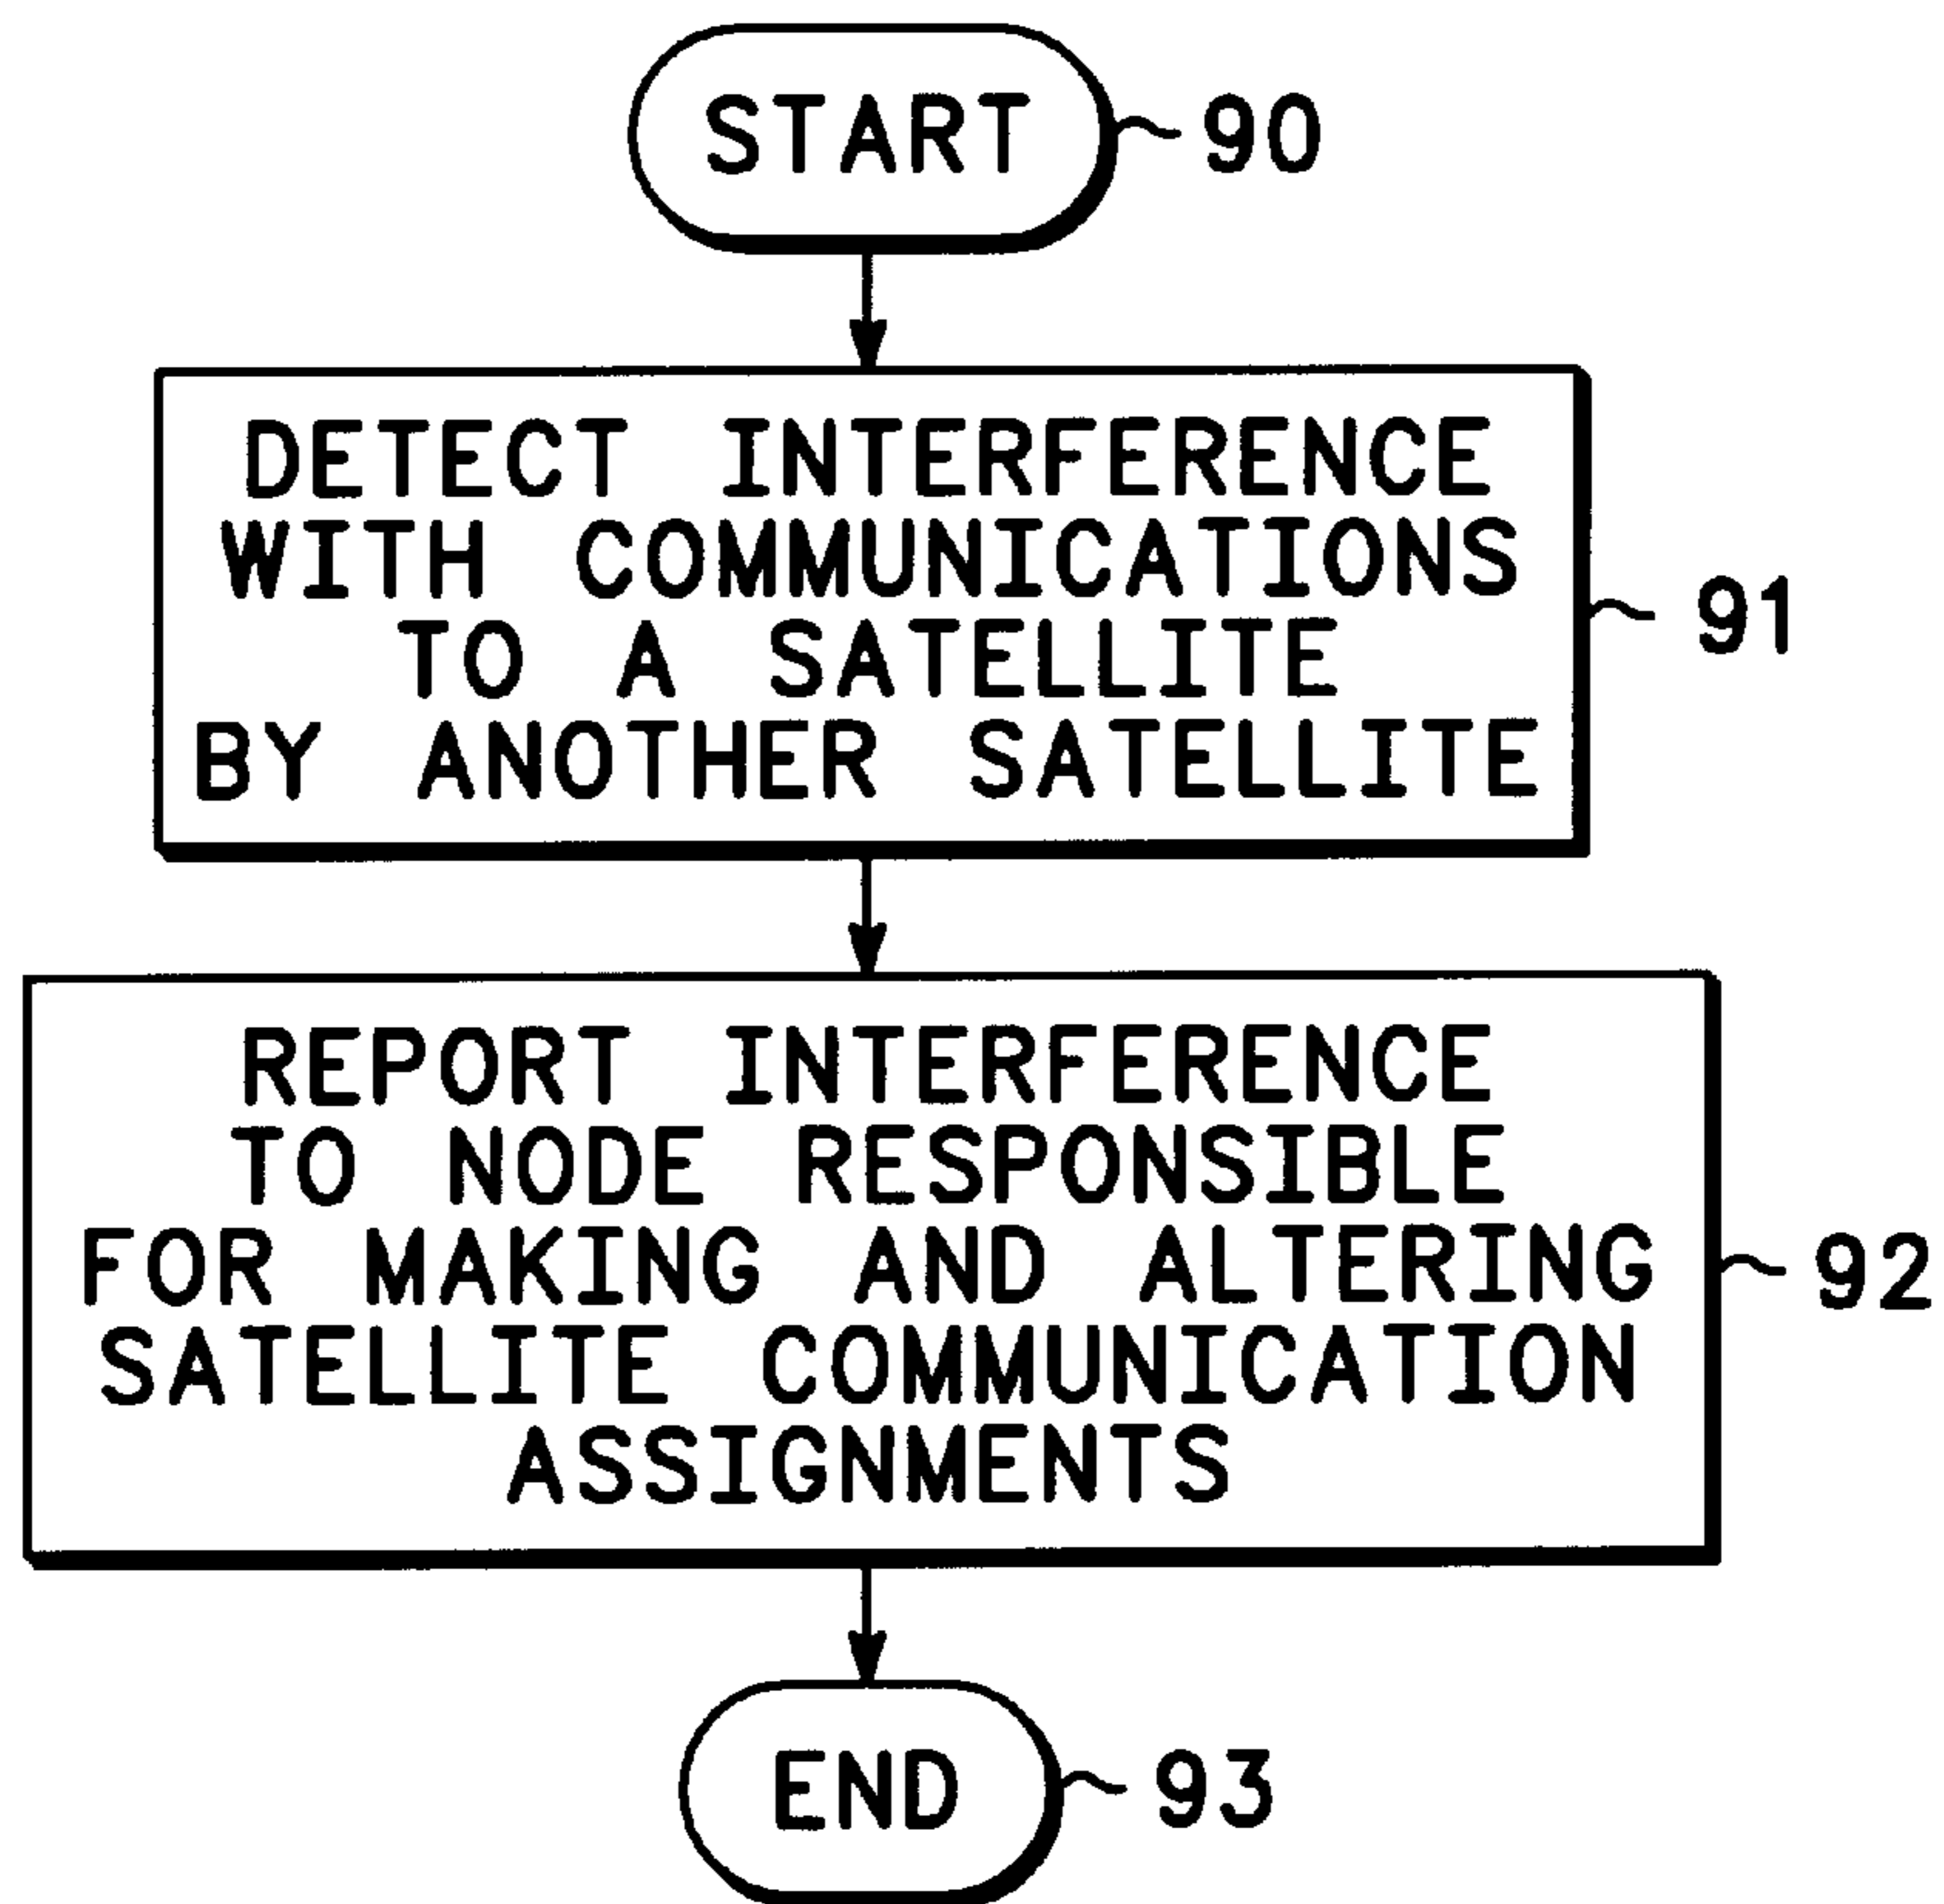 START 90
DETECT INTERFERENCE
WITH COMMUNICATIONS
TO A SATELLITE
BY ANOTHER SATELLITE
91
REPORT INTERFERENCE
TO NODE RESPONSIBLE
FOR MAKING AND ALTERING
SATELLITE COMMUNICATION
ASSIGNMENTS
92
END 93